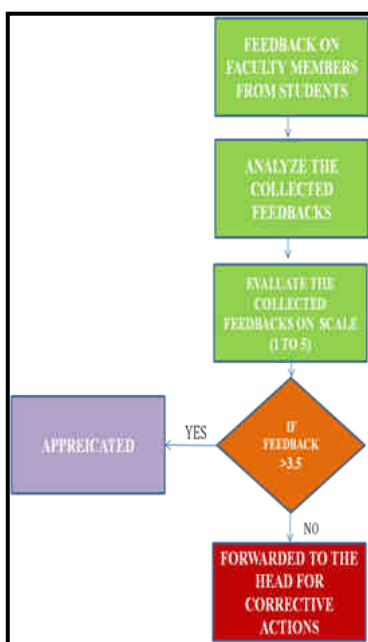 FEEDBACK ON
FACULTY MEMBERS
FROM STUDENTS
ANALYZE THE
COLLECTED
FEEDBACKS
EVALUATE THE
COLLECTED
FEEDBACKS ON SCALE
(1 TO 5)
IF
FEEDBACK
>3.5
YES
APPREICATED
NO
FORWARDED TO THE
HEAD FOR
CORRECTIVE
ACTIONS